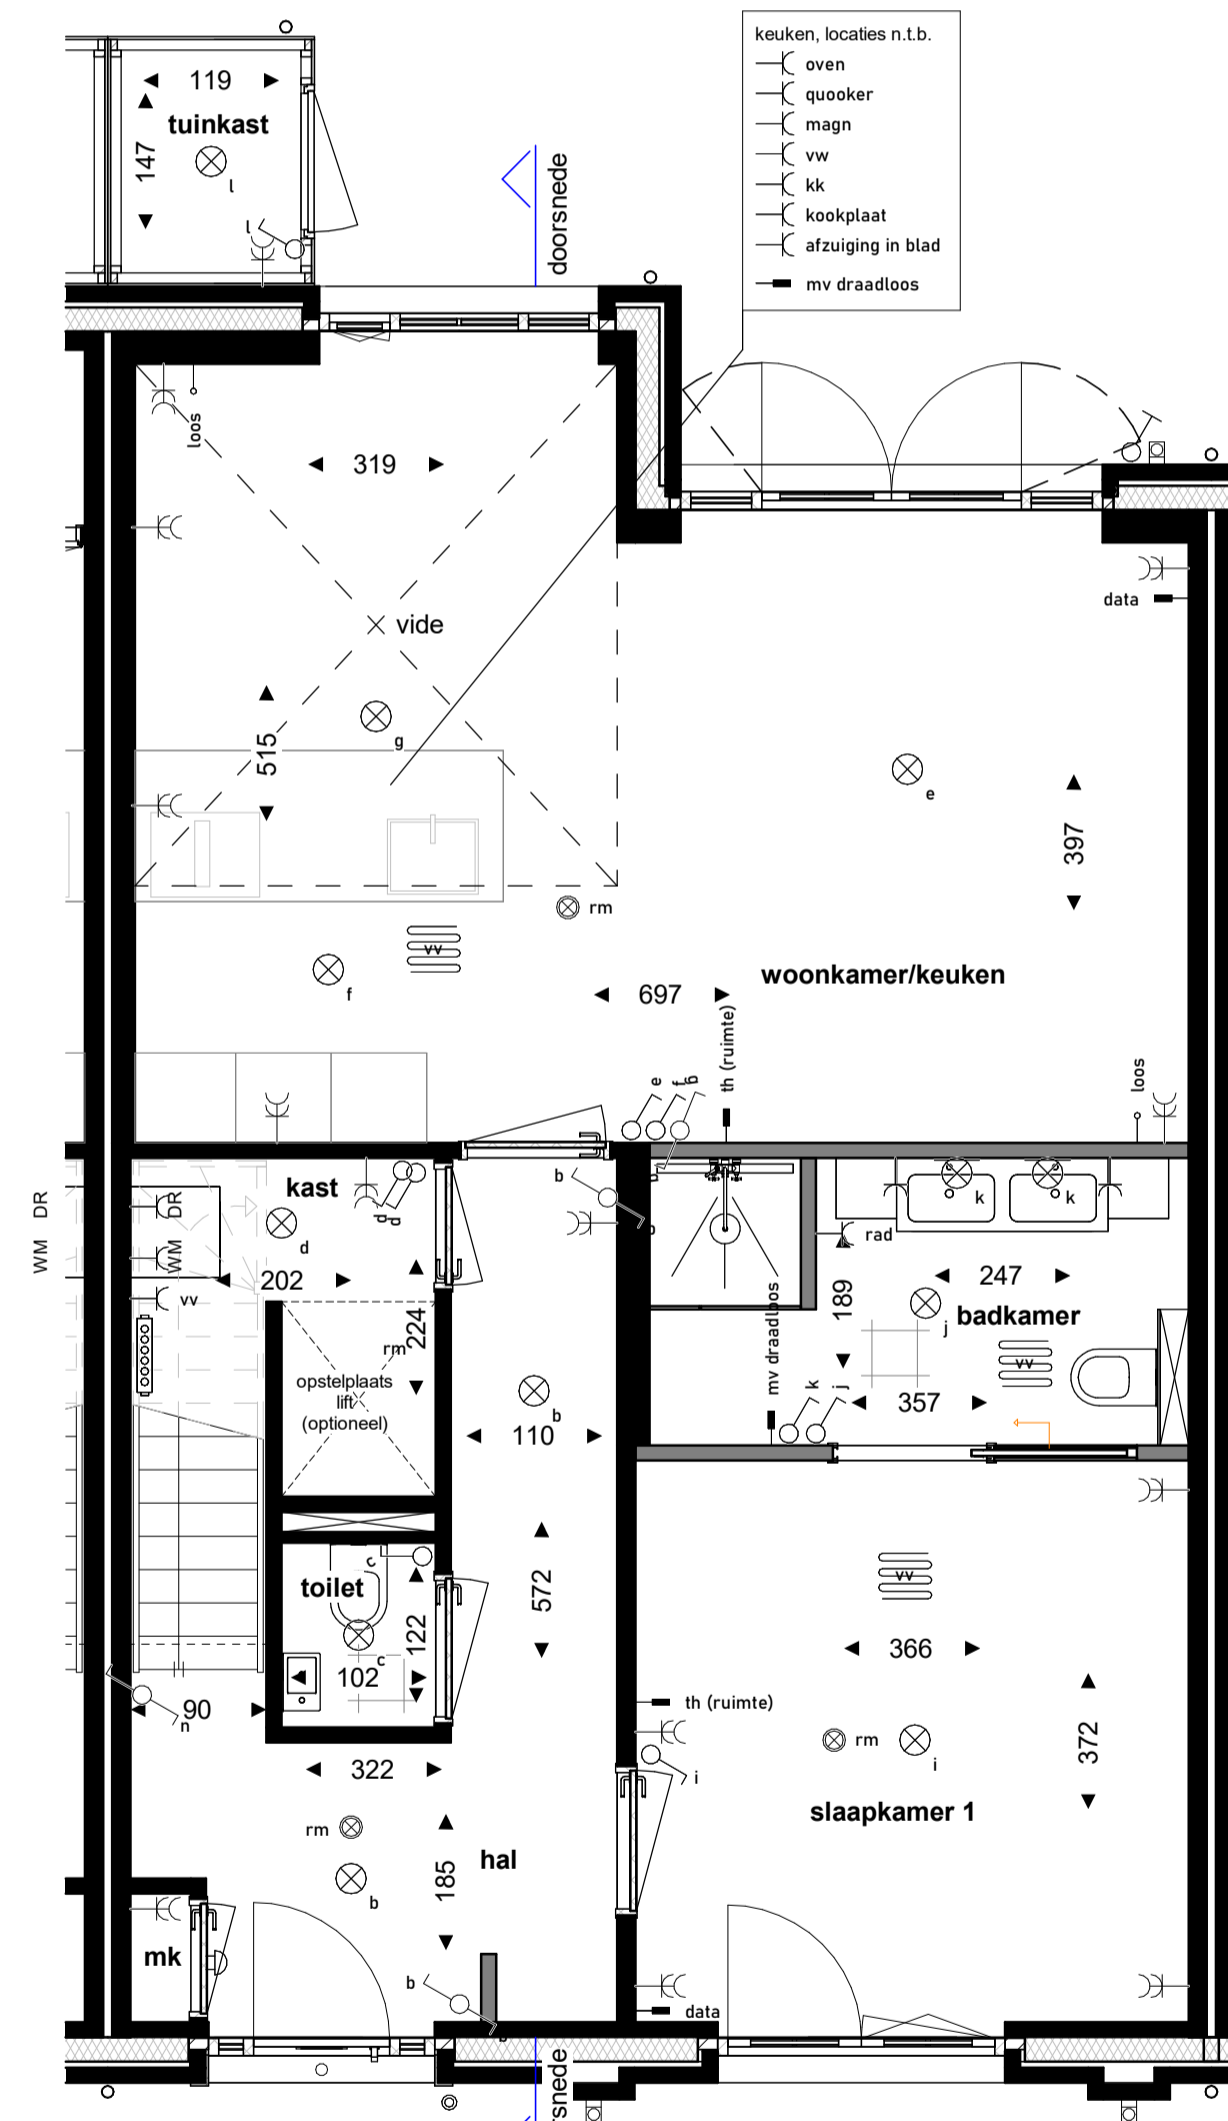 keuken, locaties n.t.b.
oven
quooker
magn
vw
kk
kookplaat
afzuiging in blad
mv draadloos
119
tuinkast
147
l
l
doorsnede
loos
319
vide
g
515
e
data
397
rm
vv
f
woonkamer/keuken
697
th (ruimte)
e
f
g
loos
kast
d
d
d
WM DR
WM DR
vv
202
224
rm
opstelplaats
lift
(optioneel)
b
b
110
572
rad
k
k
247
189
badkamer
j
mv draadloos
k
j
357
vv
toilet
c
122
102
c
90
n
322
rm
b
hal
185
mk
b
vv
366
372
th (ruimte)
rm
i
i
slaapkamer 1
data